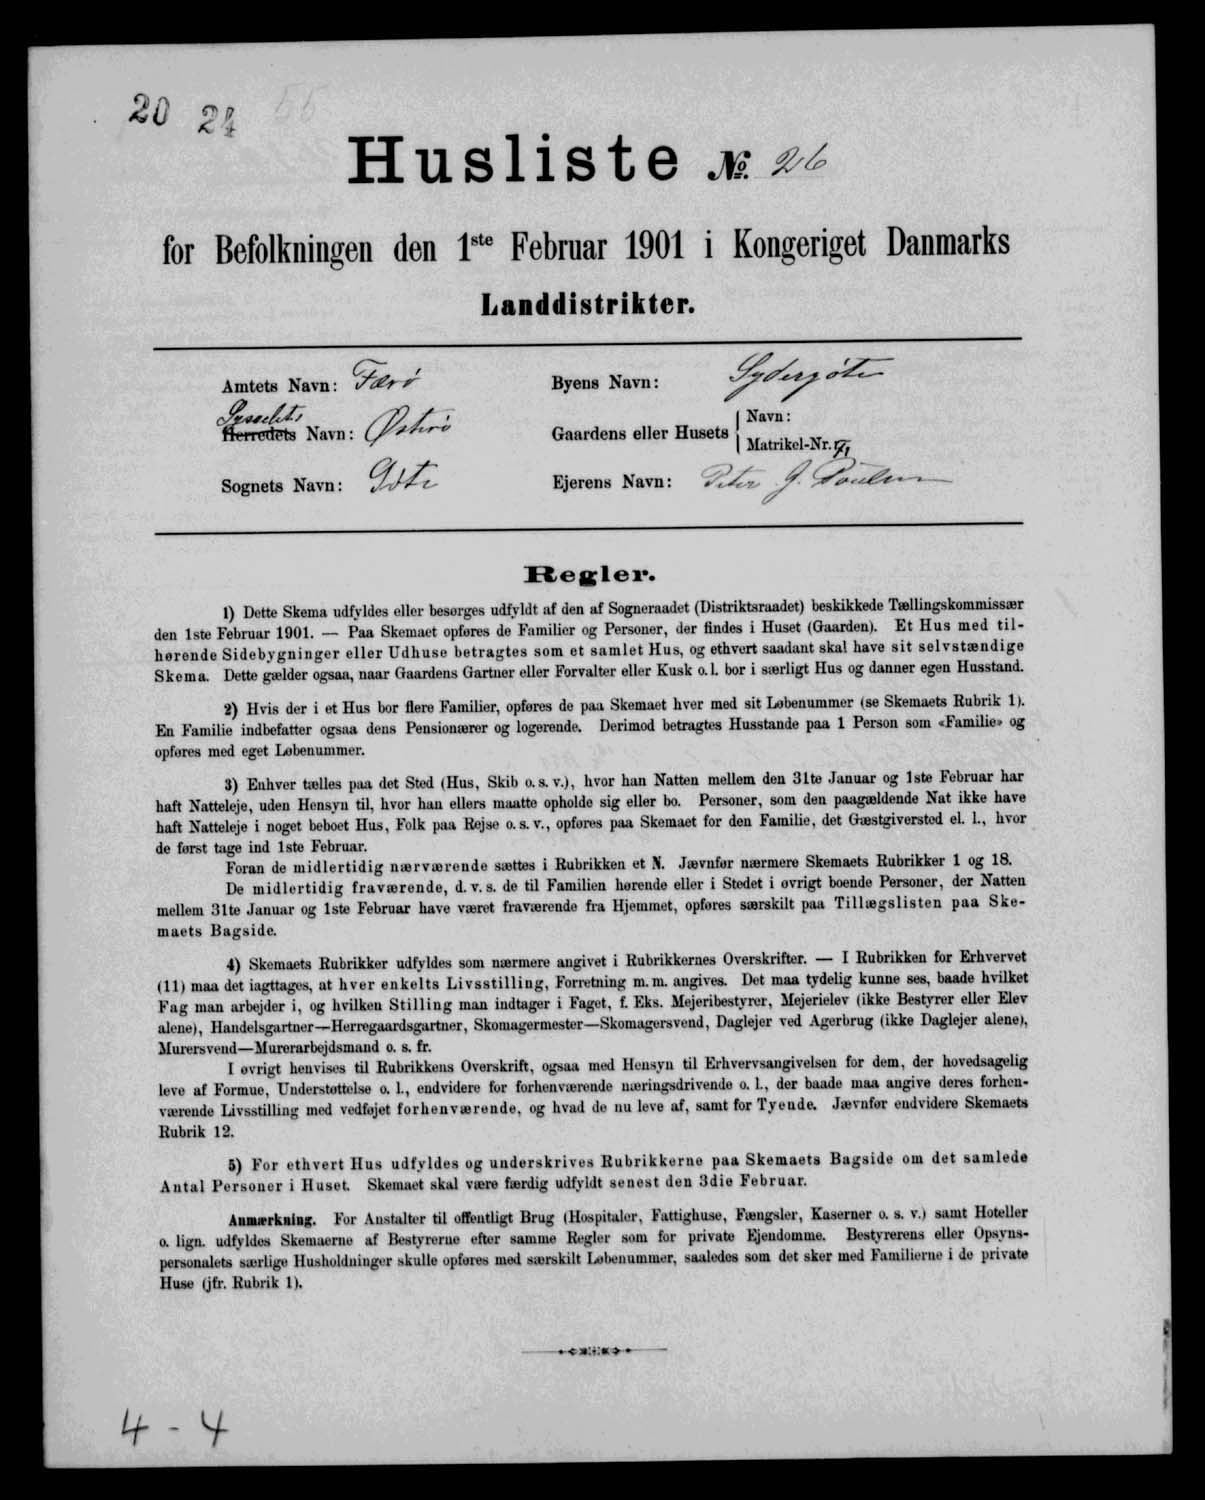 20 24 55
Husliste No. 26
for Befolkningen den 1ste Februar 1901 i Kongeriget Danmarks
Landdistrikter.
Amtets Navn: Færø
Byens Navn: Sydergöte
Sysselets
Herredets Navn: Østerö
Gaardens eller Husets { Navn:
Matrikel-Nr.
Sognets Navn: Göte
Ejerens Navn: Peter J. Poulsen
Regler.
1) Dette Skema udfyldes eller besørges udfyldt af den af Sogneraadet (Distriktsraadet) beskikkede Tællingskommissær
den 1ste Februar 1901. — Paa Skemaet opføres de Familier og Personer, der findes i Huset (Gaarden). Et Hus med til-
hørende Sidebygninger eller Udhuse betragtes som et samlet Hus, og ethvert saadant skal have sit selvstændige
Skema. Dette gælder ogsaa, naar Gaardens Gartner eller Forvalter eller Kusk o. l. bor i særligt Hus og danner egen Husstand.
2) Hvis der i et Hus bor flere Familier, opføres de paa Skemaet hver med sit Løbenummer (se Skemaets Rubrik 1).
En Familie indbefatter ogsaa dens Pensionærer og logerende. Derimod betragtes Husstande paa 1 Person som «Familie» og
opføres med eget Løbenummer.
3) Enhver tælles paa det Sted (Hus, Skib o. s. v.), hvor han Natten mellem den 31te Januar og 1ste Februar har
haft Natteleje, uden Hensyn til, hvor han ellers maatte opholde sig eller bo. Personer, som den paagældende Nat ikke have
haft Natteleje i noget beboet Hus, Folk paa Rejse o. s. v., opføres paa Skemaet for den Familie, det Gæstgiversted el. l., hvor
de først tage ind 1ste Februar.
Foran de midlertidig nærværende sættes i Rubrikken et N. Jævnfør nærmere Skemaets Rubrikker 1 og 18.
De midlertidig fraværende, d. v. s. de til Familien hørende eller i Stedet i øvrigt boende Personer, der Natten
mellem 31te Januar og 1ste Februar have været fraværende fra Hjemmet, opføres særskilt paa Tillægslisten paa Ske-
maets Bagside.
4) Skemaets Rubrikker udfyldes som nærmere angivet i Rubrikkernes Overskrifter. — I Rubrikken for Erhvervet
(11) maa det iagttages, at hver enkelts Livsstilling, Forretning m. m. angives. Det maa tydelig kunne ses, baade hvilket
Fag man arbejder i, og hvilken Stilling man indtager i Faget, f. Eks. Mejeribestyrer, Mejerielev (ikke Bestyrer eller Elev
alene), Handelsgartner—Herregaardsgartner, Skomagermester—Skomagersvend, Daglejer ved Agerbrug (ikke Daglejer alene),
Murersvend—Murerarbejdsmand o. s. fr.
I øvrigt henvises til Rubrikkens Overskrift, ogsaa med Hensyn til Erhvervsangivelsen for dem, der hovedsagelig
leve af Formue, Understøttelse o. l., endvidere for forhenværende næringsdrivende o. l., der baade maa angive deres forhen-
værende Livsstilling med vedføjet forhenværende, og hvad de nu leve af, samt for Tyende. Jævnfør endvidere Skemaets
Rubrik 12.
5) For ethvert Hus udfyldes og underskrives Rubrikkerne paa Skemaets Bagside om det samlede
Antal Personer i Huset. Skemaet skal være færdig udfyldt senest den 3die Februar.
Anmærkning. For Anstalter til offentligt Brug (Hospitaler, Fattighuse, Fængsler, Kaserner o. s. v.) samt Hoteller
o. lign. udfyldes Skemaerne af Bestyrerne efter samme Regler som for private Ejendomme. Bestyrerens eller Opsyns-
personalets særlige Husholdninger skulle opføres med særskilt Løbenummer, saaledes som det sker med Familierne i de private
Huse (jfr. Rubrik 1).
4 - 4